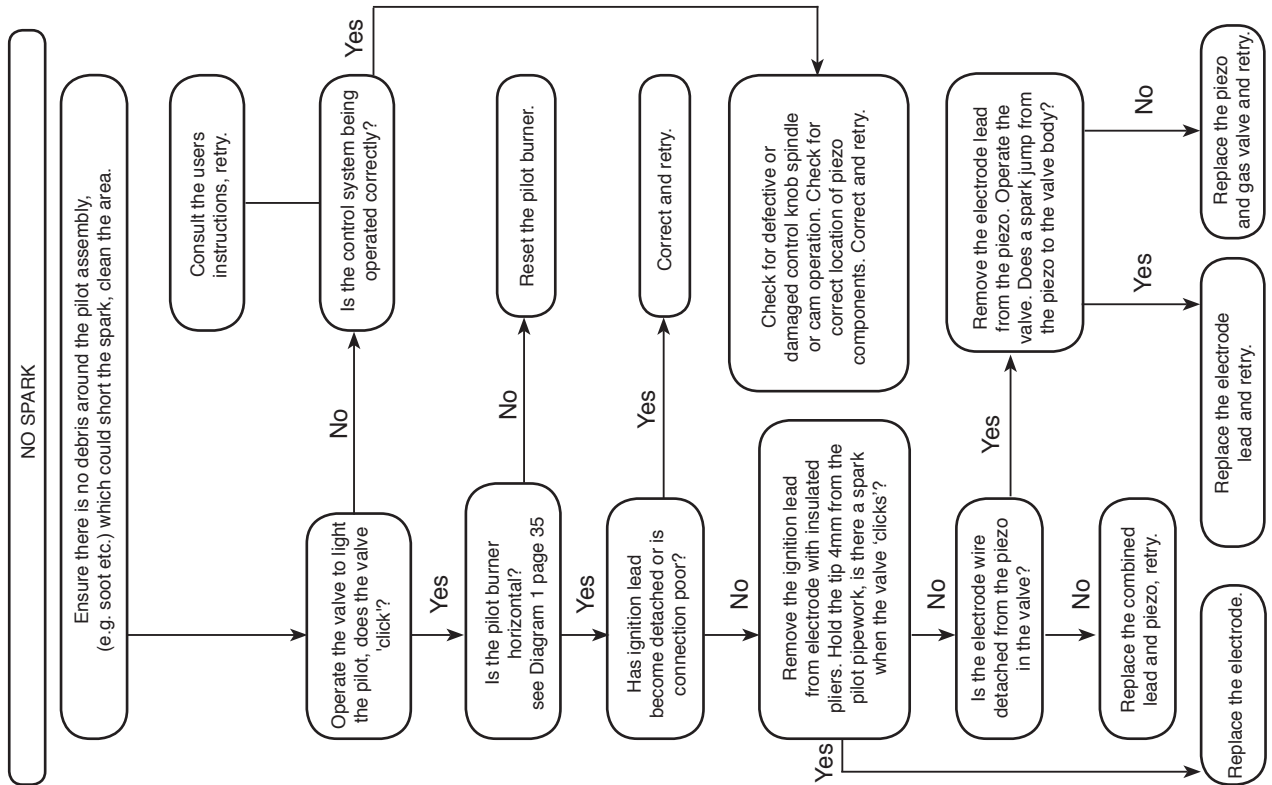 NO SPARK
Ensure there is no debris around the pilot assembly,
(e.g. soot etc.) which could short the spark, clean the area.
Consult the users
instructions, retry.
Operate the valve to light
the pilot, does the valve
'click'?
No
Is the control system being
operated correctly?
Yes
Yes
Is the pilot burner
horizontal?
see Diagram 1 page 35
No
Reset the pilot burner.
Yes
Has ignition lead
become detached or is
connection poor?
Yes
Correct and retry.
No
Remove the ignition lead
from electrode with insulated
pliers. Hold the tip 4mm from the
pilot pipework, is there a spark
when the valve 'clicks'?
Check for defective or
damaged control knob spindle
or cam operation. Check for
correct location of piezo
components. Correct and retry.
Yes
No
Is the electrode wire
detached from the piezo
in the valve?
Yes
Remove the electrode lead
from the piezo. Operate the
valve. Does a spark jump from
the piezo to the valve body?
No
Replace the combined
lead and piezo, retry.
Yes
No
Replace the electrode.
Replace the electrode
lead and retry.
Replace the piezo
and gas valve and retry.